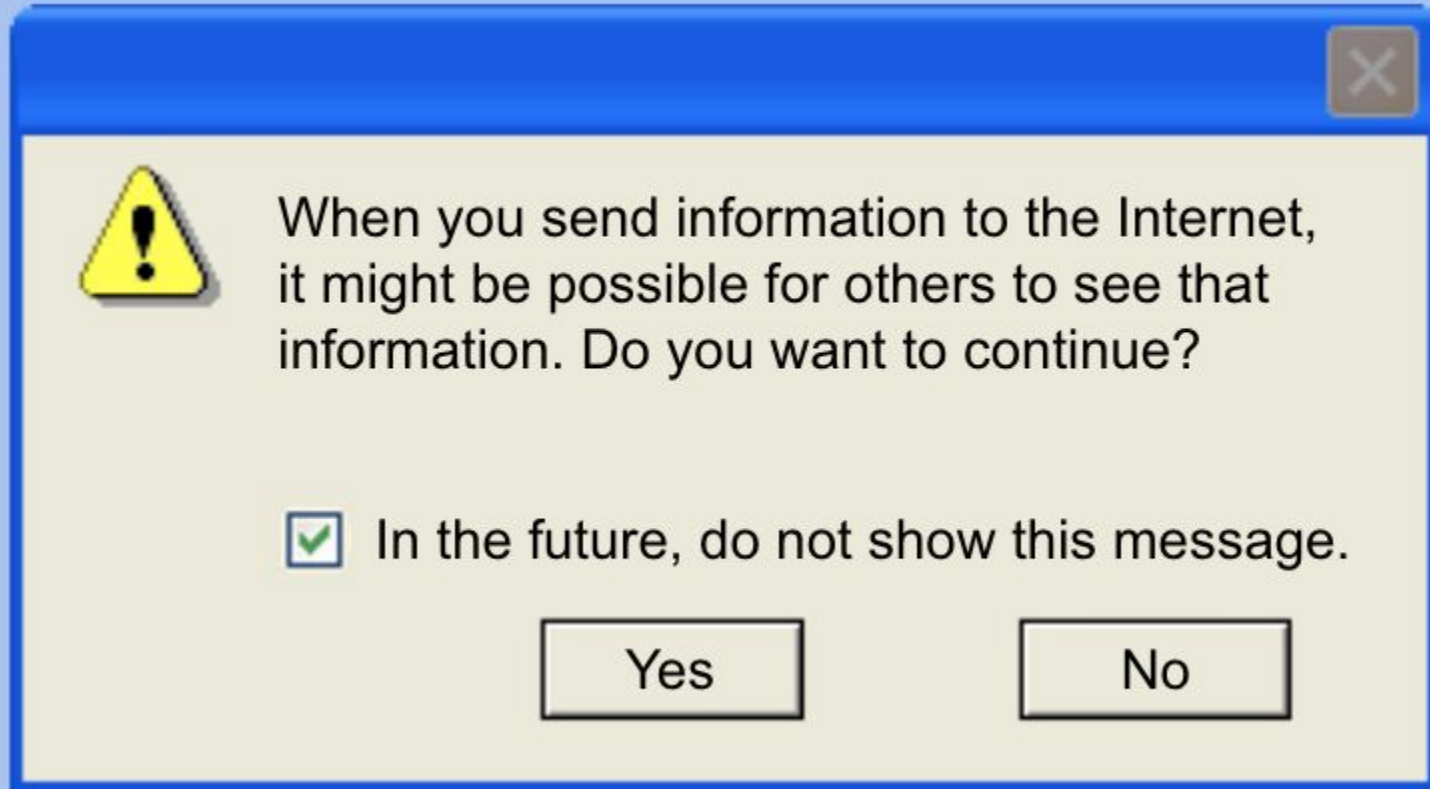 When you send information to the Internet,
it might be possible for others to see that
information. Do you want to continue?
In the future, do not show this message.
Yes No